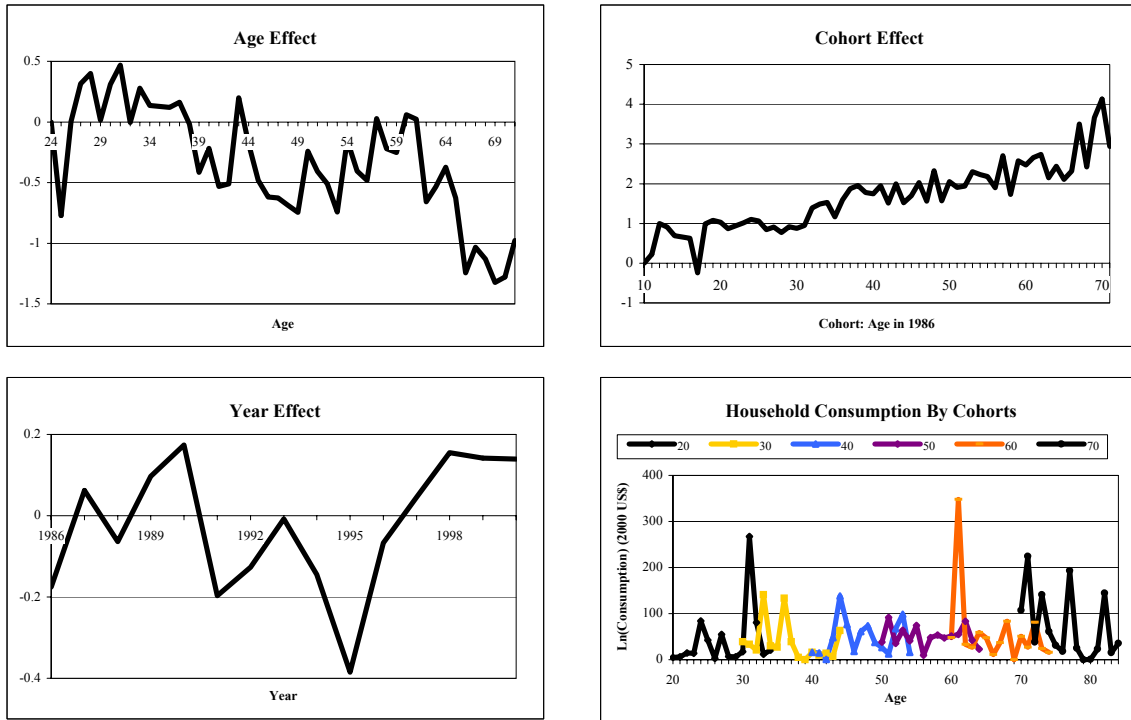 Age Effect
0.5
0
-0.5
-1
-1.5
24 29 34 39 44 49 54 59 64 69
Age
Cohort Effect
5
4
3
2
1
0
-1
10 20 30 40 50 60 70
Cohort: Age in 1986
Year Effect
0.2
0
-0.2
-0.4
1986 1989 1992 1995 1998
Year
Household Consumption By Cohorts
20 30 40 50 60 70
Ln(Consumption) (2000 US$)
400
300
200
100
0
20 30 40 50 60 70 80
Age